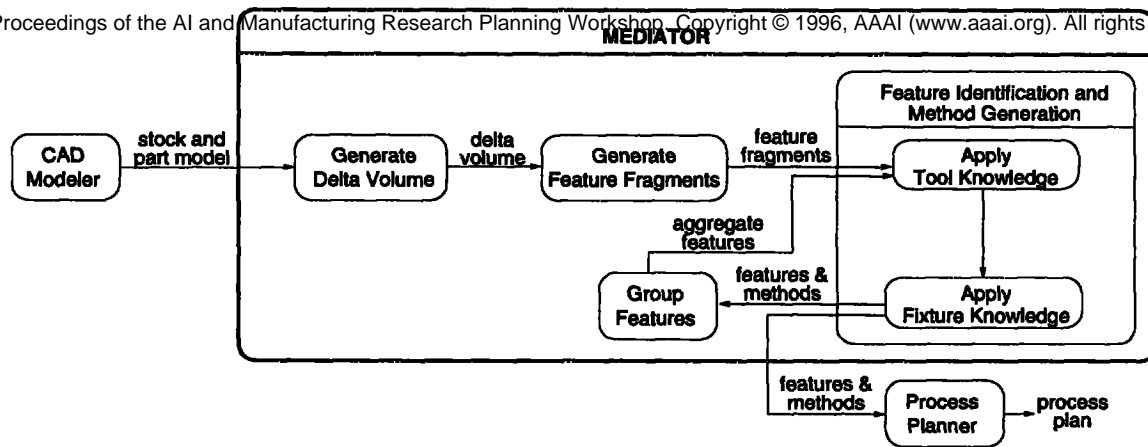 Proceedings of the AI and Manufacturing Research Planning Workshop. Copyright © 1996, AAAI (www.aaai.org). All rights
MEDIATOR
Feature Identification and
Method Generation
CAD
Modeler
stock and
part model
Generate
Delta Volume
delta
volume
Generate
Feature Fragments
feature
fragments
Apply
Tool Knowledge
aggregate
features
Group
Features
features &
methods
Apply
Fixture Knowledge
features &
methods
Process
Planner
process
plan